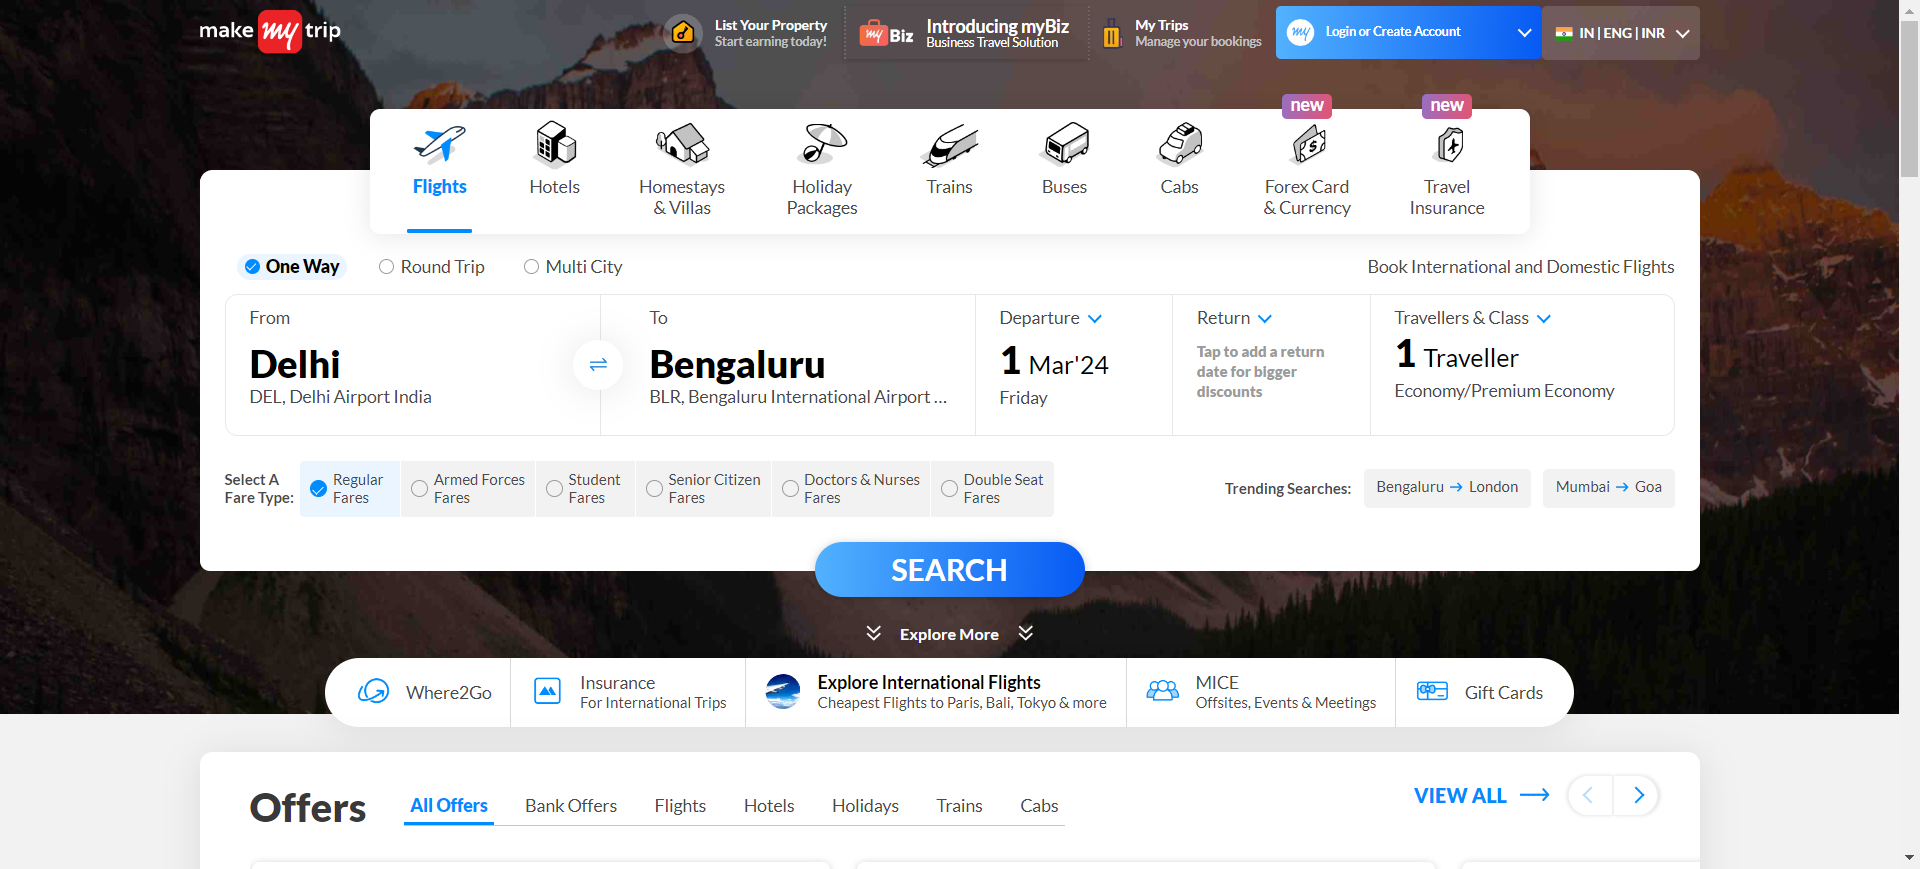 make my trip
List Your Property
Start earning today!
my Biz
Introducing myBiz
Business Travel Solution
My Trips
Manage your bookings
my
Login or Create Account
IN | ENG | INR
new
new
Flights
Hotels
Homestays
& Villas
Holiday
Packages
Trains
Buses
Cabs
Forex Card
& Currency
Travel
Insurance
One Way
Round Trip
Multi City
Book International and Domestic Flights
From
Delhi
DEL, Delhi Airport India
To
Bengaluru
BLR, Bengaluru International Airport ...
Departure
1 Mar'24
Friday
Return
Tap to add a return
date for bigger
discounts
Travellers & Class
1 Traveller
Economy/Premium Economy
Select A
Fare Type:
Regular
Fares
Armed Forces
Fares
Student
Fares
Senior Citizen
Fares
Doctors & Nurses
Fares
Double Seat
Fares
Trending Searches:
Bengaluru → London
Mumbai → Goa
SEARCH
Explore More
Where2Go
Insurance
For International Trips
Explore International Flights
Cheapest Flights to Paris, Bali, Tokyo & more
MICE
Offsites, Events & Meetings
Gift Cards
Offers
All Offers
Bank Offers
Flights
Hotels
Holidays
Trains
Cabs
VIEW ALL